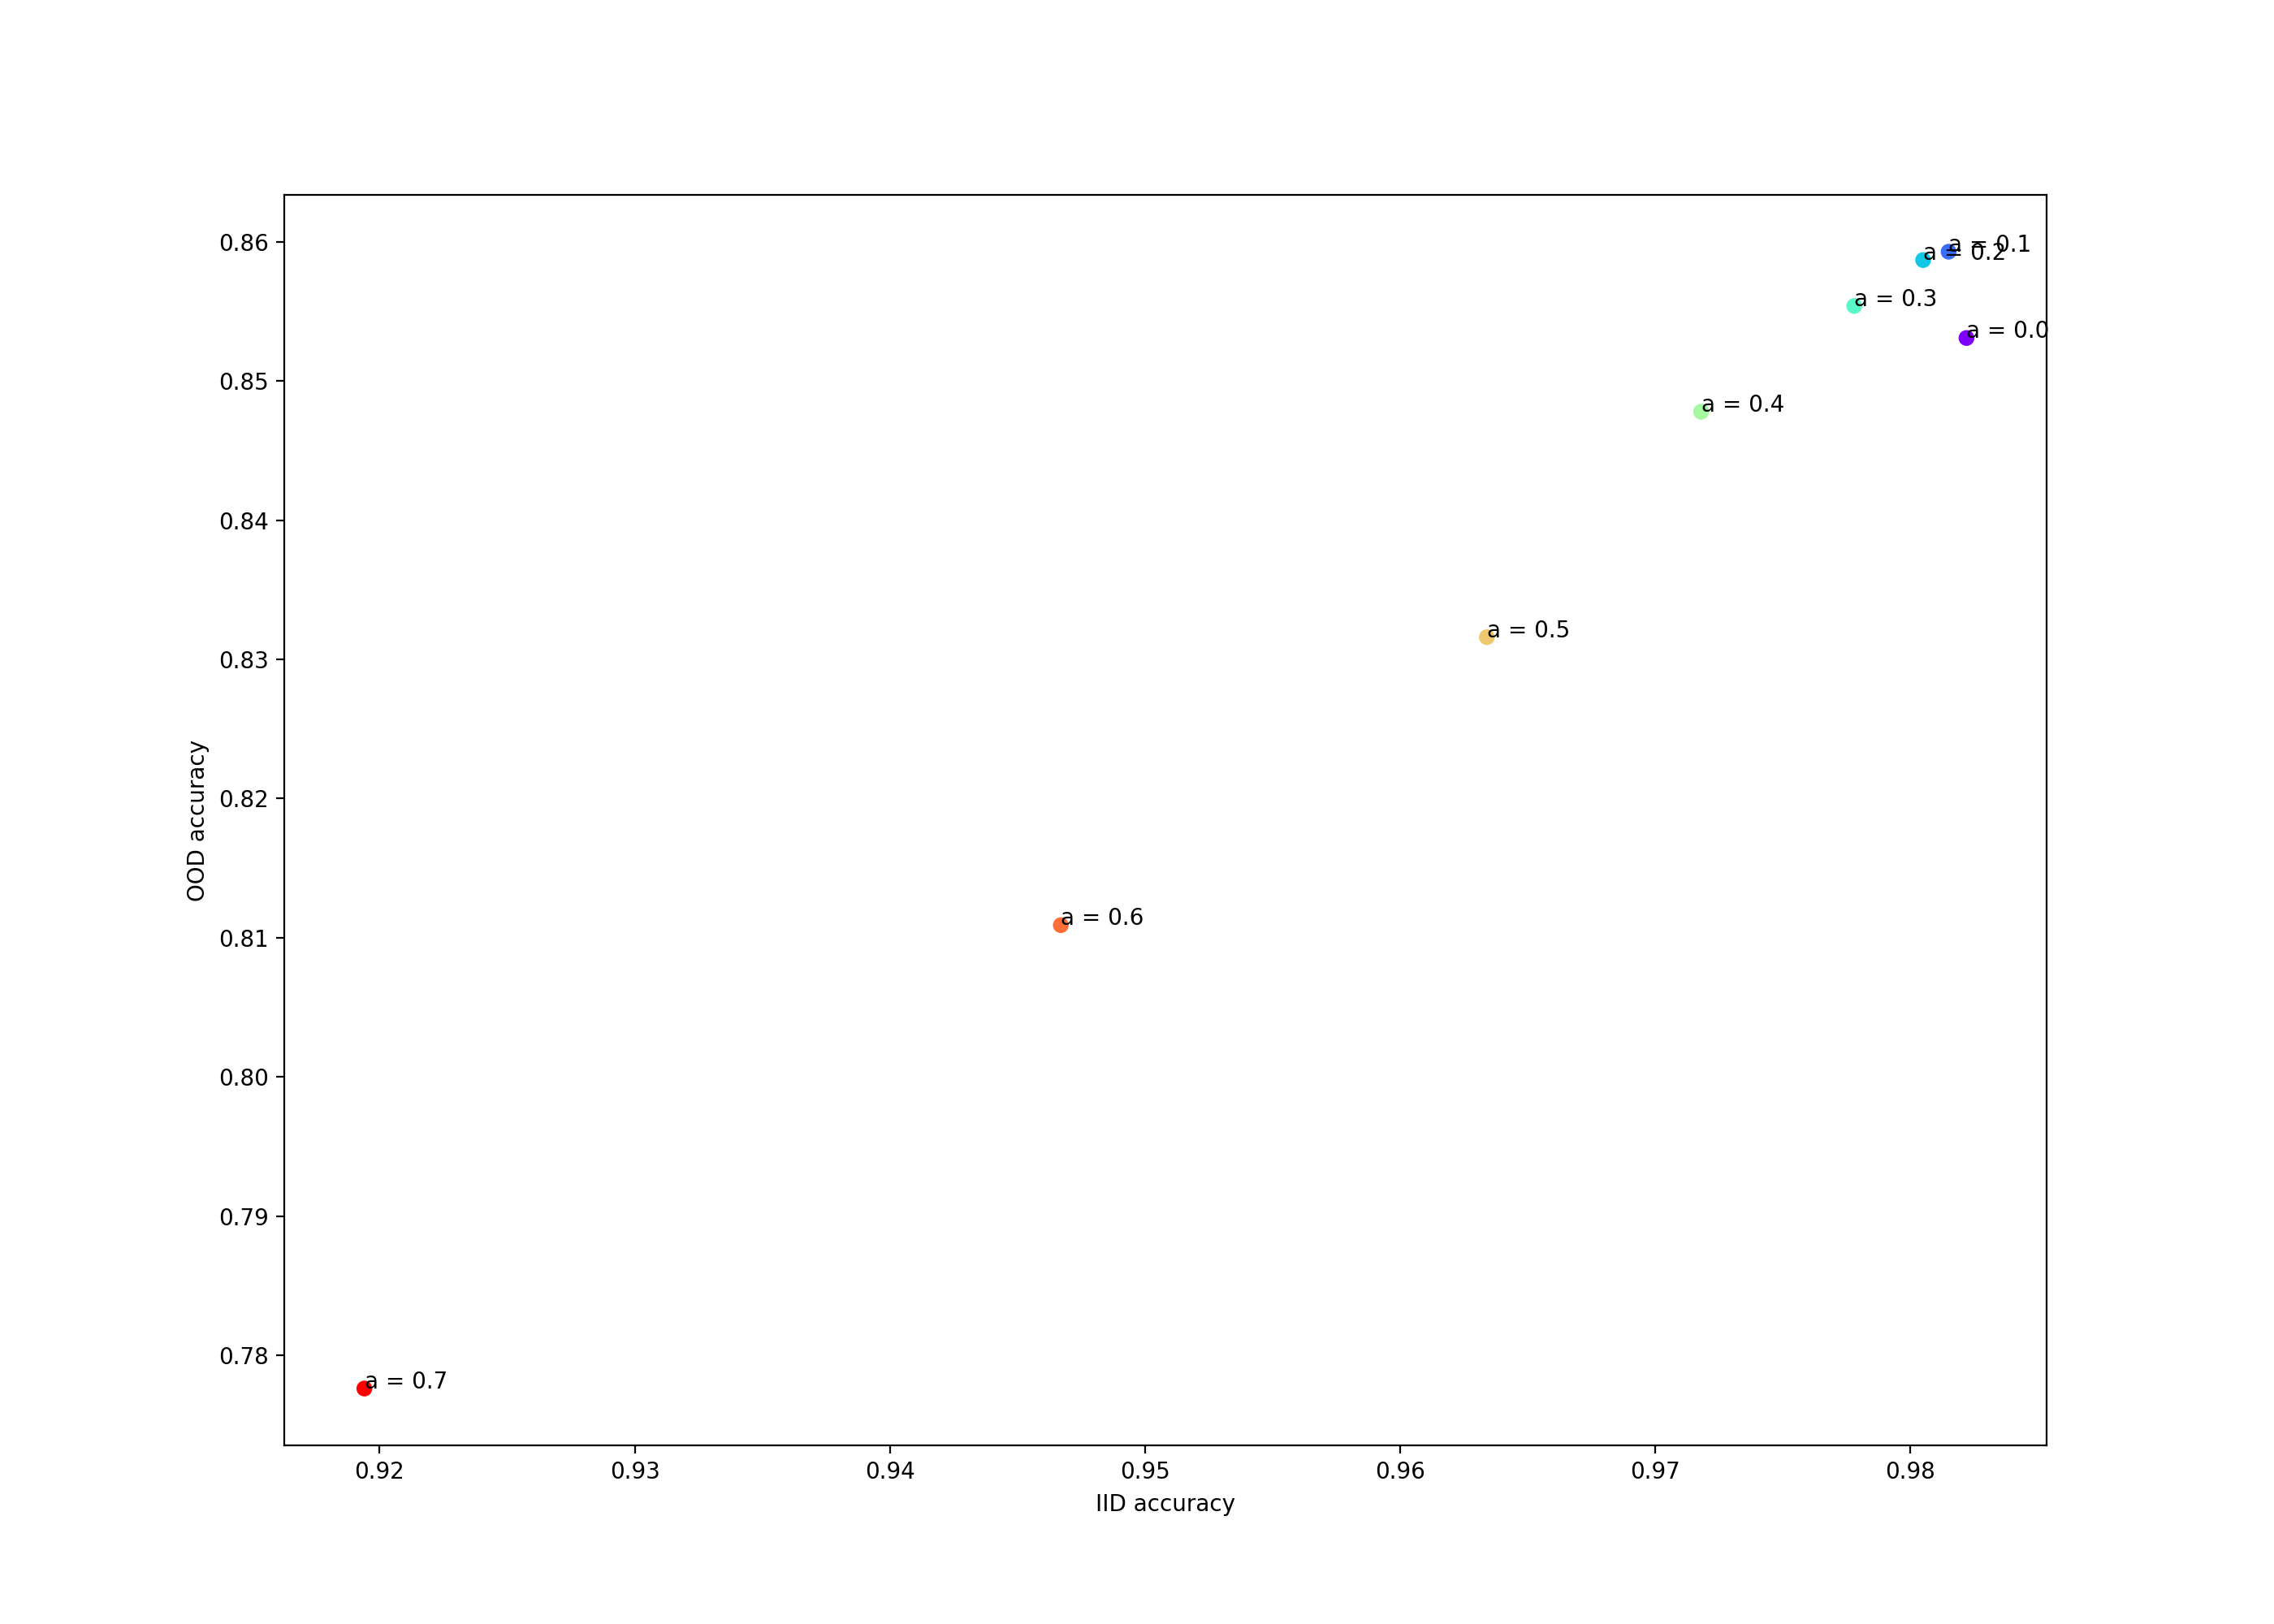 0.86
0.85
0.84
0.83
0.82
0.81
0.80
0.79
0.78
OOD accuracy
a = 0.1
a = 0.2
a = 0.3
a = 0.0
a = 0.4
a = 0.5
a = 0.6
a = 0.7
0.92 0.93 0.94 0.95 0.96 0.97 0.98
IID accuracy